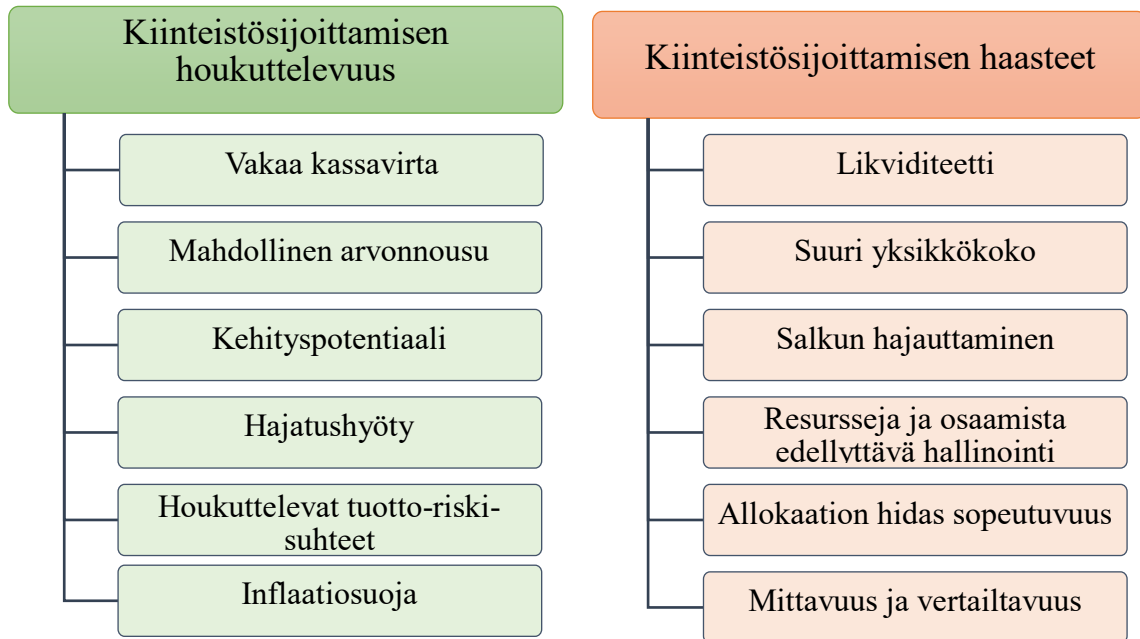 Kiinteistösijoittamisen
houkuttelevuus
Vakaa kassavirta
Mahdollinen arvonnousu
Kehityspotentiaali
Hajatushyöty
Houkuttelevat tuotto-riski-
suhteet
Inflaatiosuoja
Kiinteistösijoittamisen haasteet
Likviditeetti
Suuri yksikkökoko
Salkun hajauttaminen
Resursseja ja osaamista
edellyttävä hallinointi
Allokaation hidas sopeutuvuus
Mittavuus ja vertailtavuus